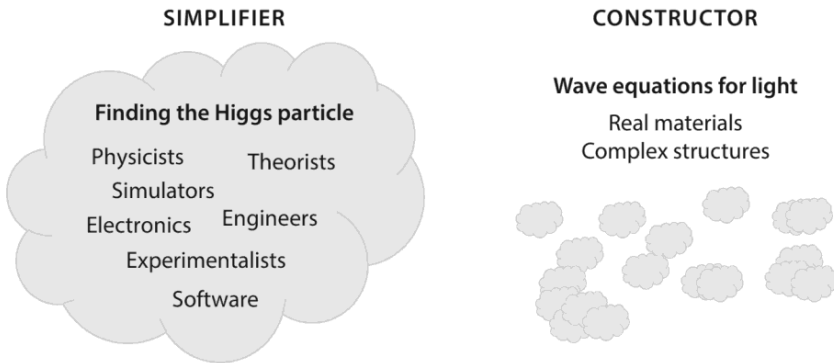 SIMPLIFIER
Finding the Higgs particle
Physicists
Theorists
Simulators
Electronics
Engineers
Experimentalists
Software
CONSTRUCTOR
Wave equations for light
Real materials
Complex structures